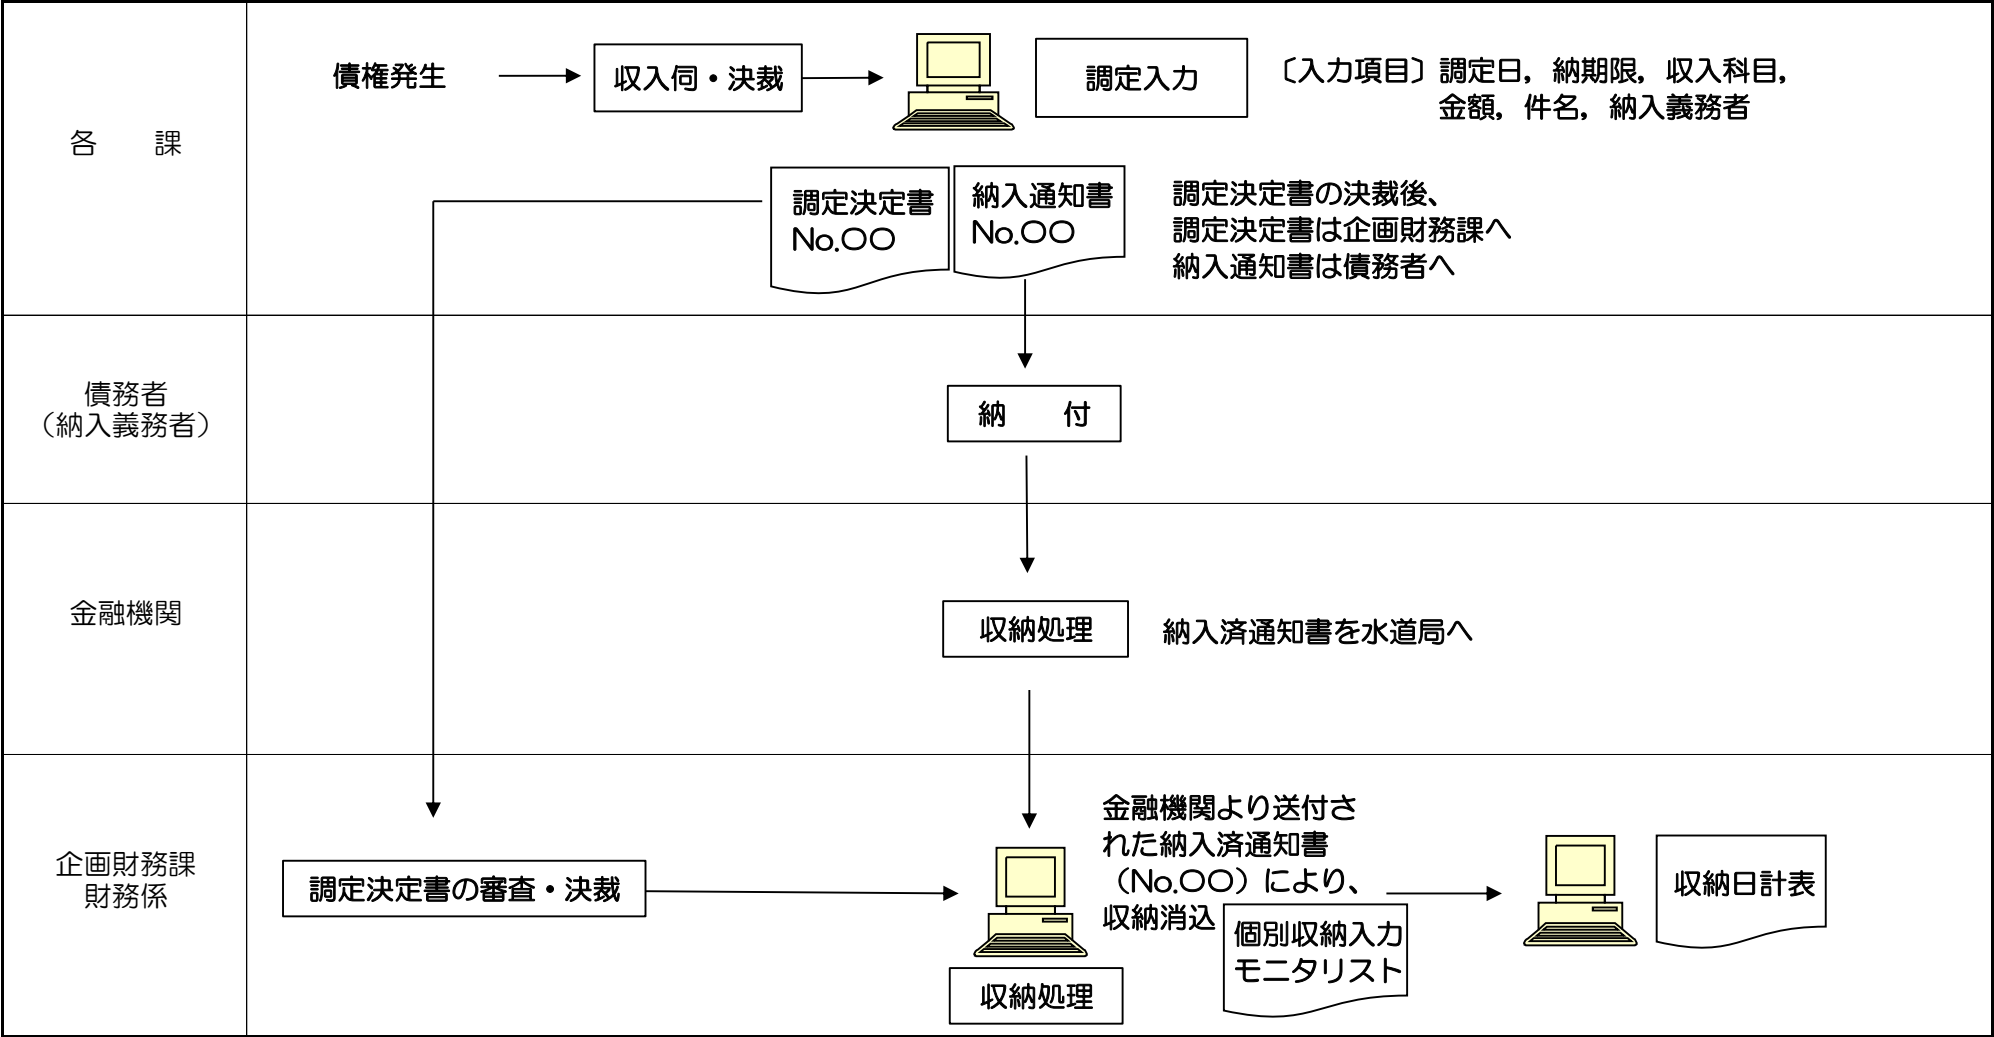 各　　課
債権発生
収入伺・決裁
調定入力
〔入力項目〕調定日，納期限，収入科目，
金額，件名，納入義務者
調定決定書
No.〇〇
納入通知書
No.〇〇
調定決定書の決裁後、
調定決定書は企画財務課へ
納入通知書は債務者へ
債務者
（納入義務者）
納　　付
金融機関
収納処理
納入済通知書を水道局へ
企画財務課
財務係
調定決定書の審査・決裁
収納処理
金融機関より送付さ
れた納入済通知書
（No.〇〇）により、
収納消込
個別収納入力
モニタリスト
収納日計表